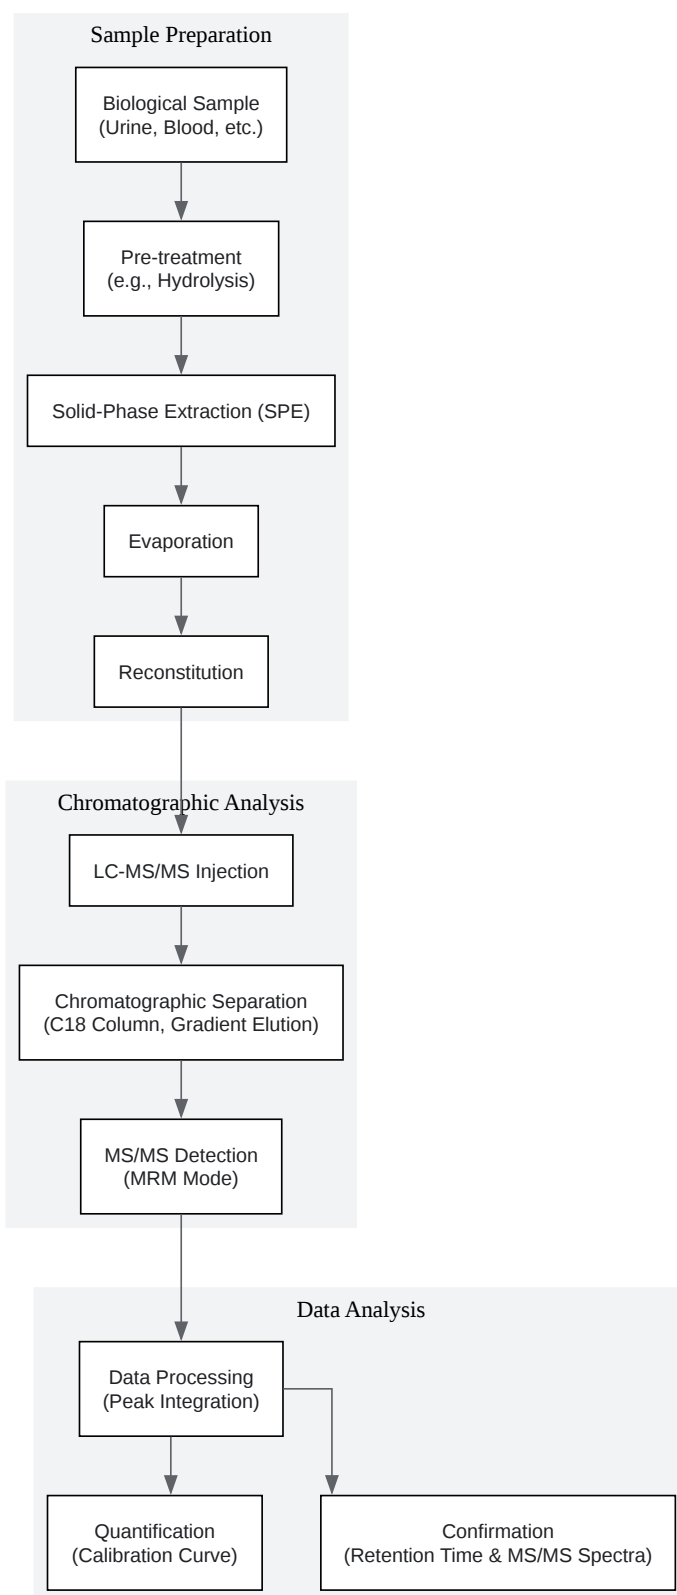 Sample Preparation
Biological Sample
(Urine, Blood, etc.)
Pre-treatment
(e.g., Hydrolysis)
Solid-Phase Extraction (SPE)
Evaporation
Reconstitution
Chromatographic Analysis
LC-MS/MS Injection
Chromatographic Separation
(C18 Column, Gradient Elution)
MS/MS Detection
(MRM Mode)
Data Analysis
Data Processing
(Peak Integration)
Quantification
(Calibration Curve)
Confirmation
(Retention Time & MS/MS Spectra)